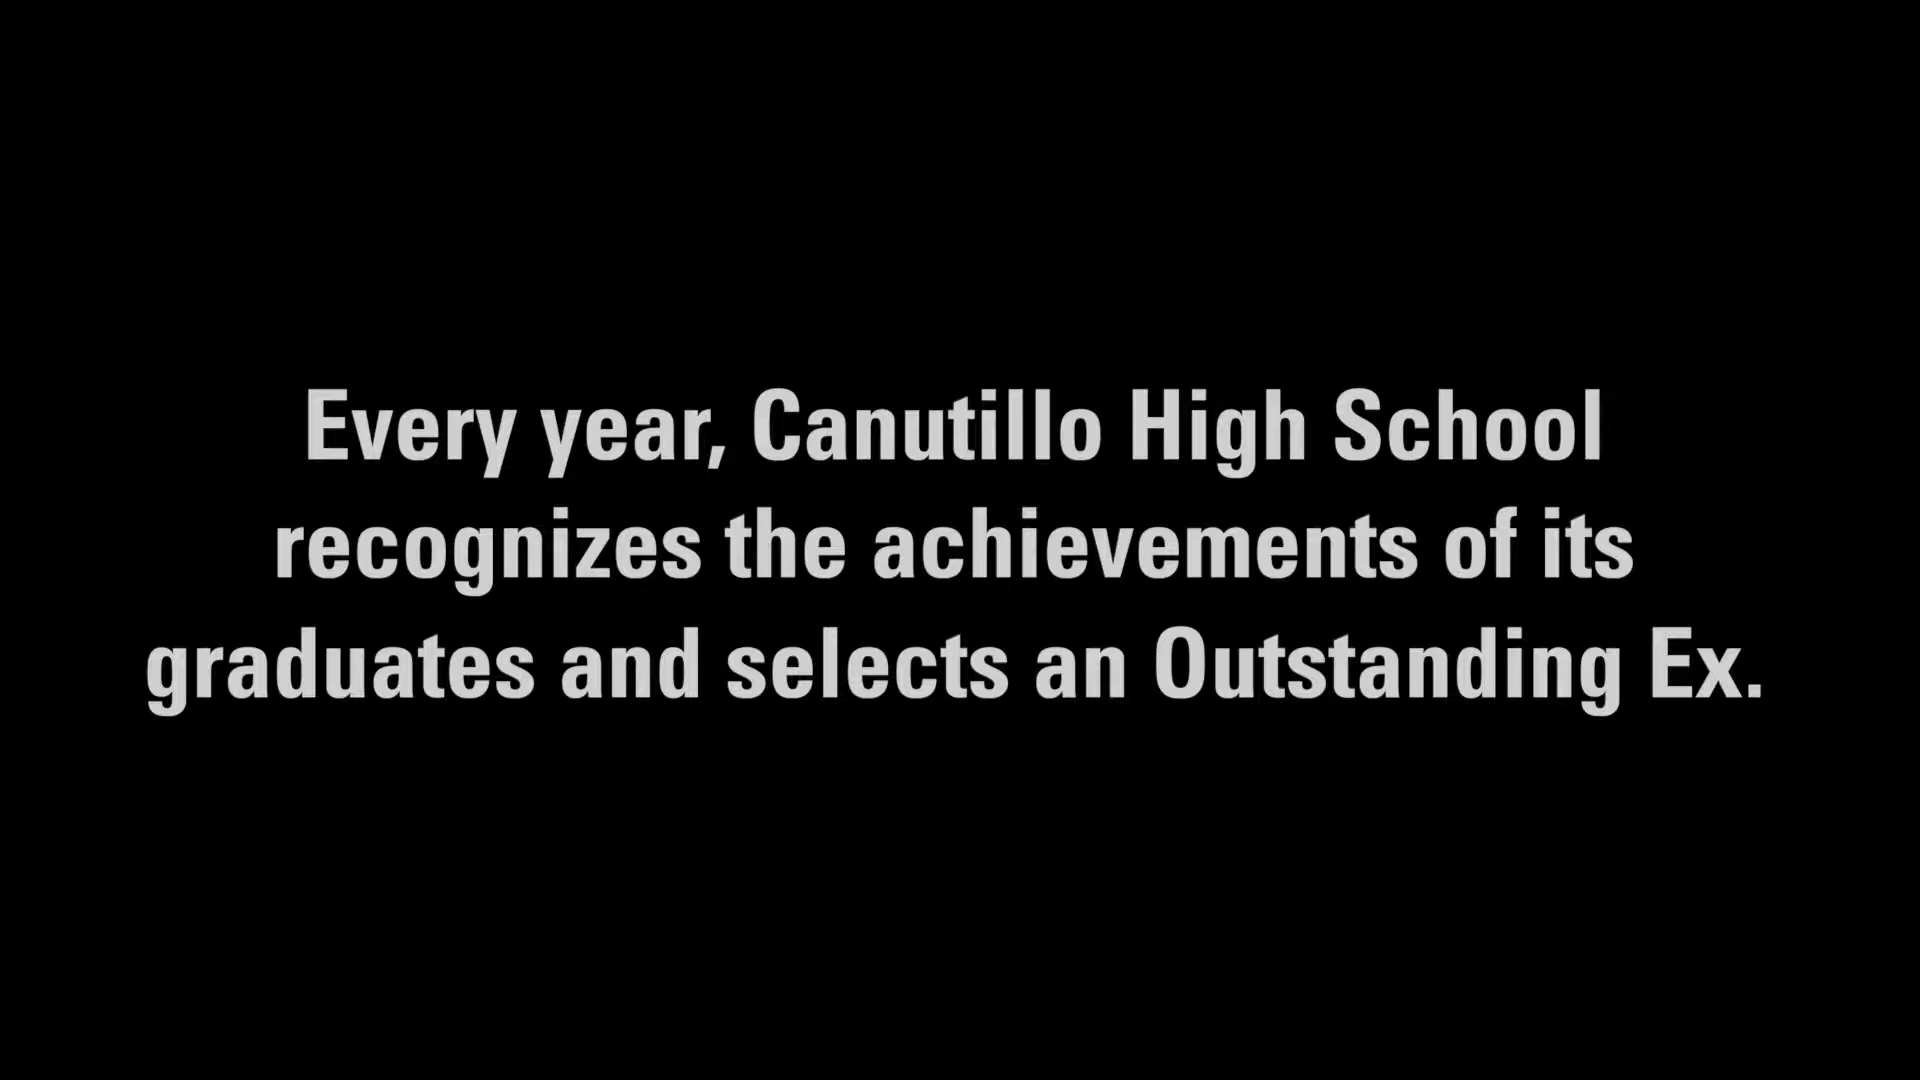 Every year, Canutillo High School
recognizes the achievements of its
graduates and selects an Outstanding Ex.